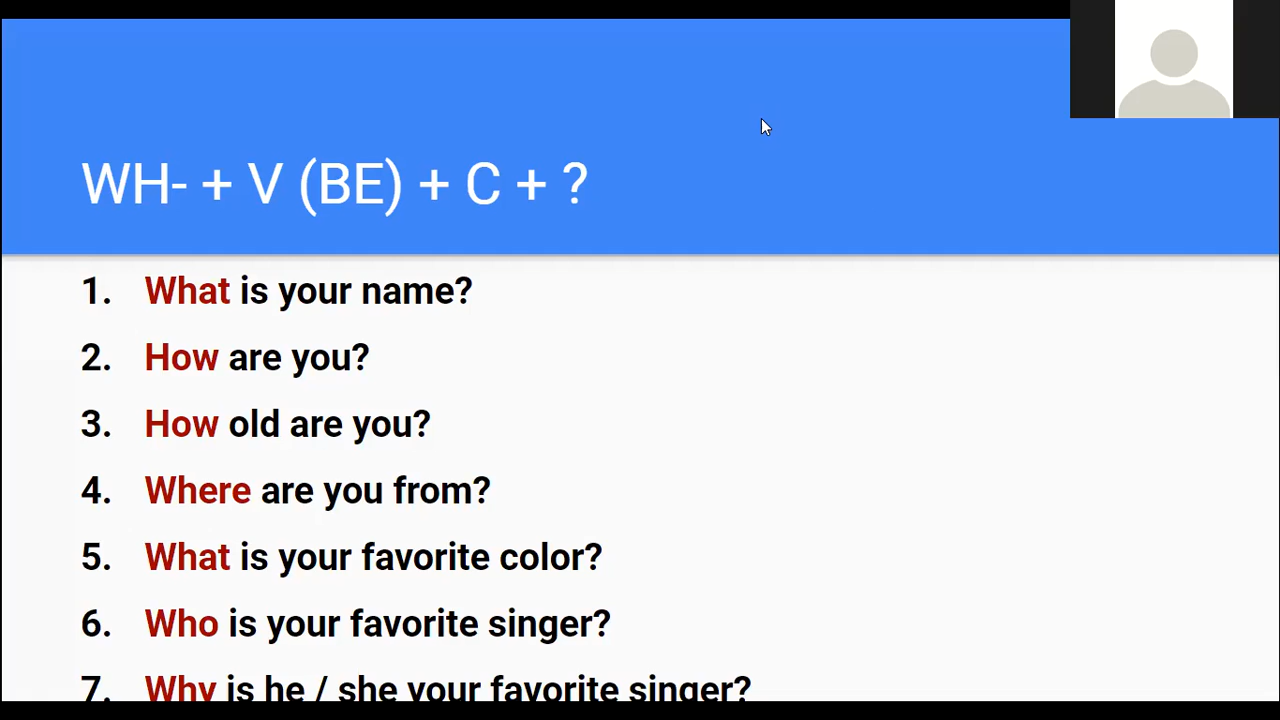 WH- + V (BE) + C + ?
1. What is your name?
2. How are you?
3. How old are you?
4. Where are you from?
5. What is your favorite color?
6. Who is your favorite singer?
7. Why is he / she your favorite singer?